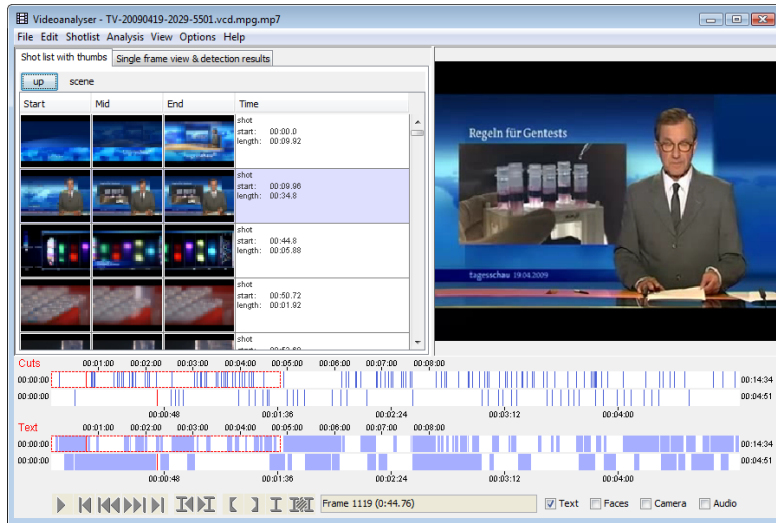 Videoanalyser - TV-20090419-2029-5501.vcd.mpg.mp7
File Edit Shotlist Analysis View Options Help
Shot list with thumbs Single frame view & detection results
up scene
Start Mid End Time
shot
start: 00:00.0
length: 00:09.92
shot
start: 00:09.96
length: 00:34.8
shot
start: 00:44.8
length: 00:05.88
shot
start: 00:50.72
length: 00:01.92
shot
Regeln für Gentests
tagesschau 19.04.2009
Cuts 00:01:00 00:02:00 00:03:00 00:04:00 00:05:00 00:06:00 00:07:00 00:08:00
00:00:00 00:14:34
00:00:00 00:04:51
00:00:48 00:01:36 00:02:24 00:03:12 00:04:00
Text 00:01:00 00:02:00 00:03:00 00:04:00 00:05:00 00:06:00 00:07:00 00:08:00
00:00:00 00:14:34
00:00:00 00:04:51
00:00:48 00:01:36 00:02:24 00:03:12 00:04:00
Frame 1119 (0:44.76) Text Faces Camera Audio